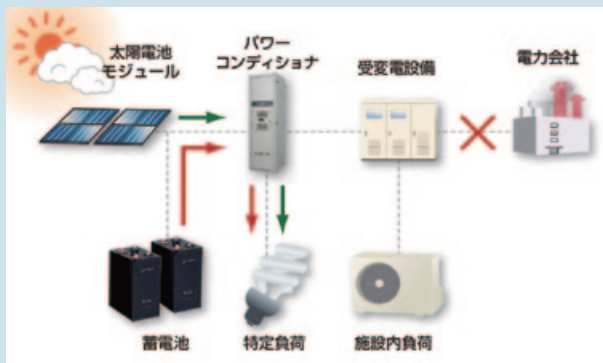 太陽電池
モジュール
パワー
コンディショナ
受変電設備
電力会社
蓄電池
特定負荷
施設内負荷